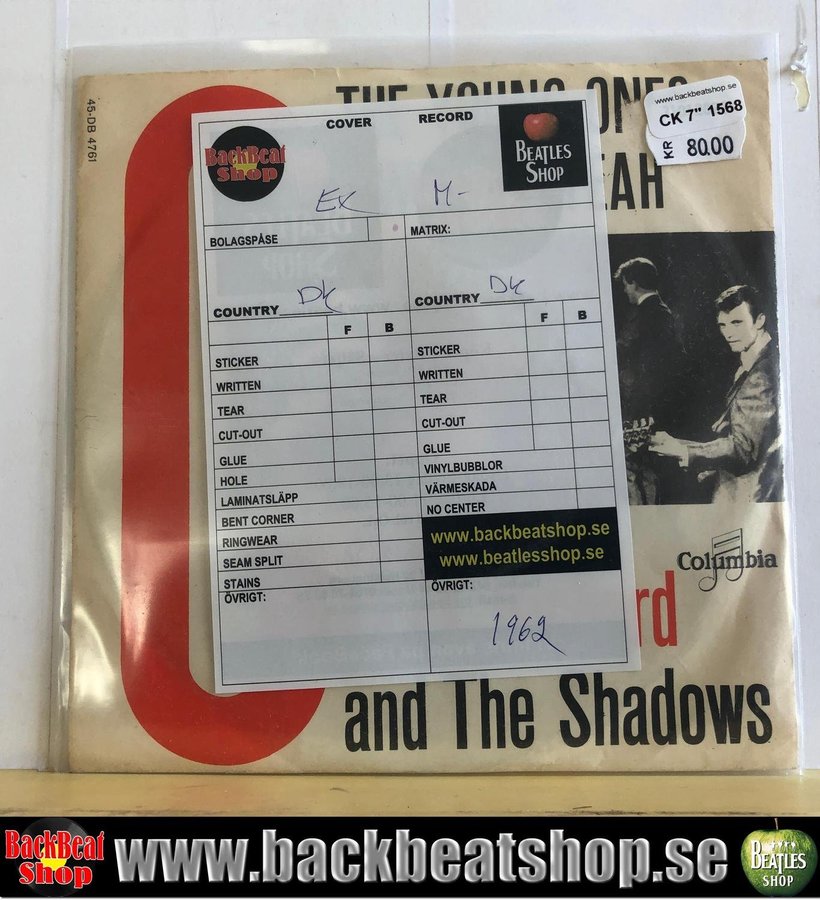 45-DB 4761
THE YOUNG ONES
EAH
www.backbeatshop.se
CK 7" 1568
KR 80.00
BackBeat
Shop
COVER RECORD
BEATLES
SHOP
EX M-
BOLAGSPÅSE MATRIX:
COUNTRY DK COUNTRY DK
F B F B
STICKER STICKER
WRITTEN WRITTEN
TEAR TEAR
CUT-OUT CUT-OUT
GLUE GLUE
HOLE VINYLBUBBLOR
LAMINATSLÄPP VÄRMESKADA
BENT CORNER NO CENTER
RINGWEAR
SEAM SPLIT
STAINS
www.backbeatshop.se
www.beatlesshop.se
ÖVRIGT: ÖVRIGT:
1962
Columbia
rd
and The Shadows
BackBeat
Shop
www.backbeatshop.se
BEATLES
SHOP